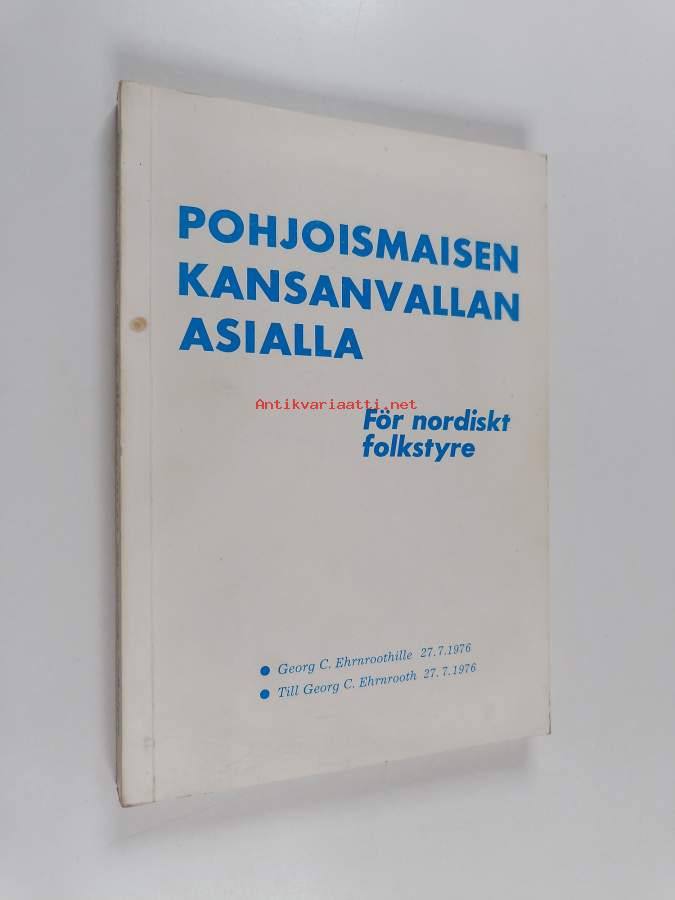 POHJOISMAISEN
KANSANVALLAN
ASIALLA
Antikvariaatti.net
För nordiskt
folkstyre
● Georg C. Ehrnroothille 27.7.1976
● Till Georg C. Ehrnrooth 27.7.1976